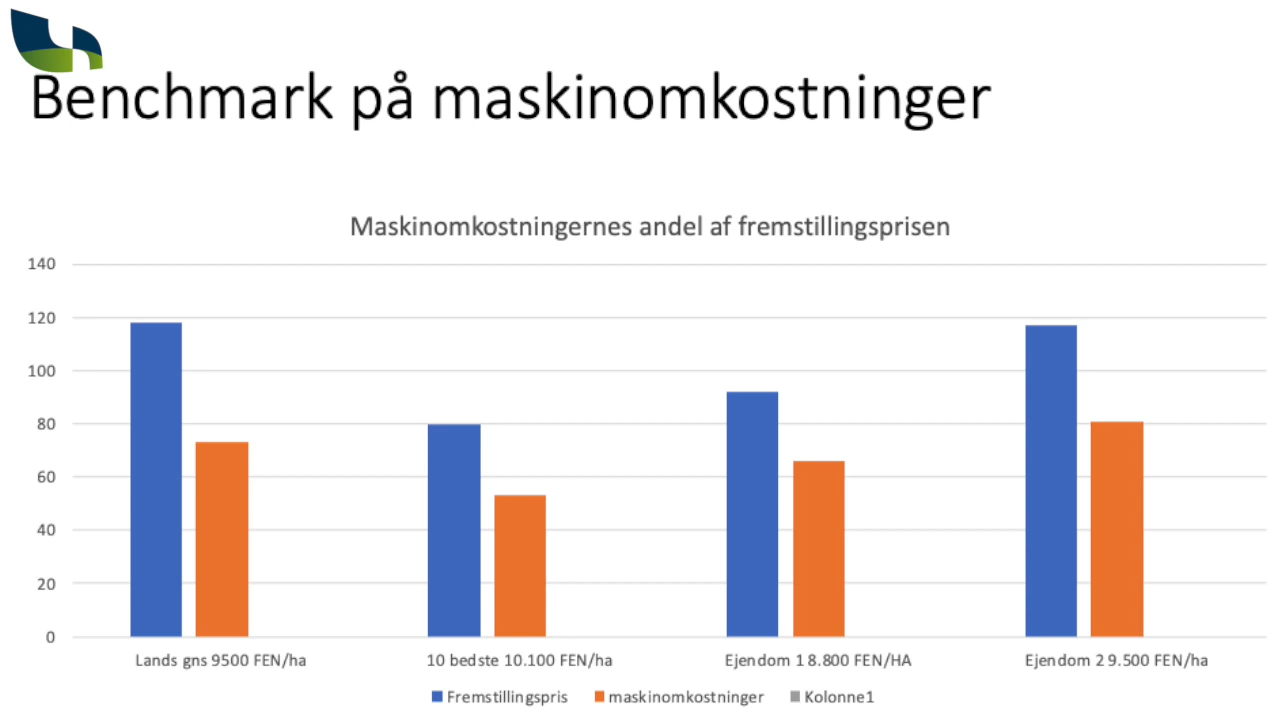 Benchmark på maskinomkostninger
Maskinomkostningernes andel af fremstillingsprisen
140
120
100
80
60
40
20
0
Lands gns 9500 FEN/ha
10 bedste 10.100 FEN/ha
Ejendom 1 8.800 FEN/HA
Ejendom 2 9.500 FEN/ha
Fremstillingspris
maskinomkostninger
Kolonne1